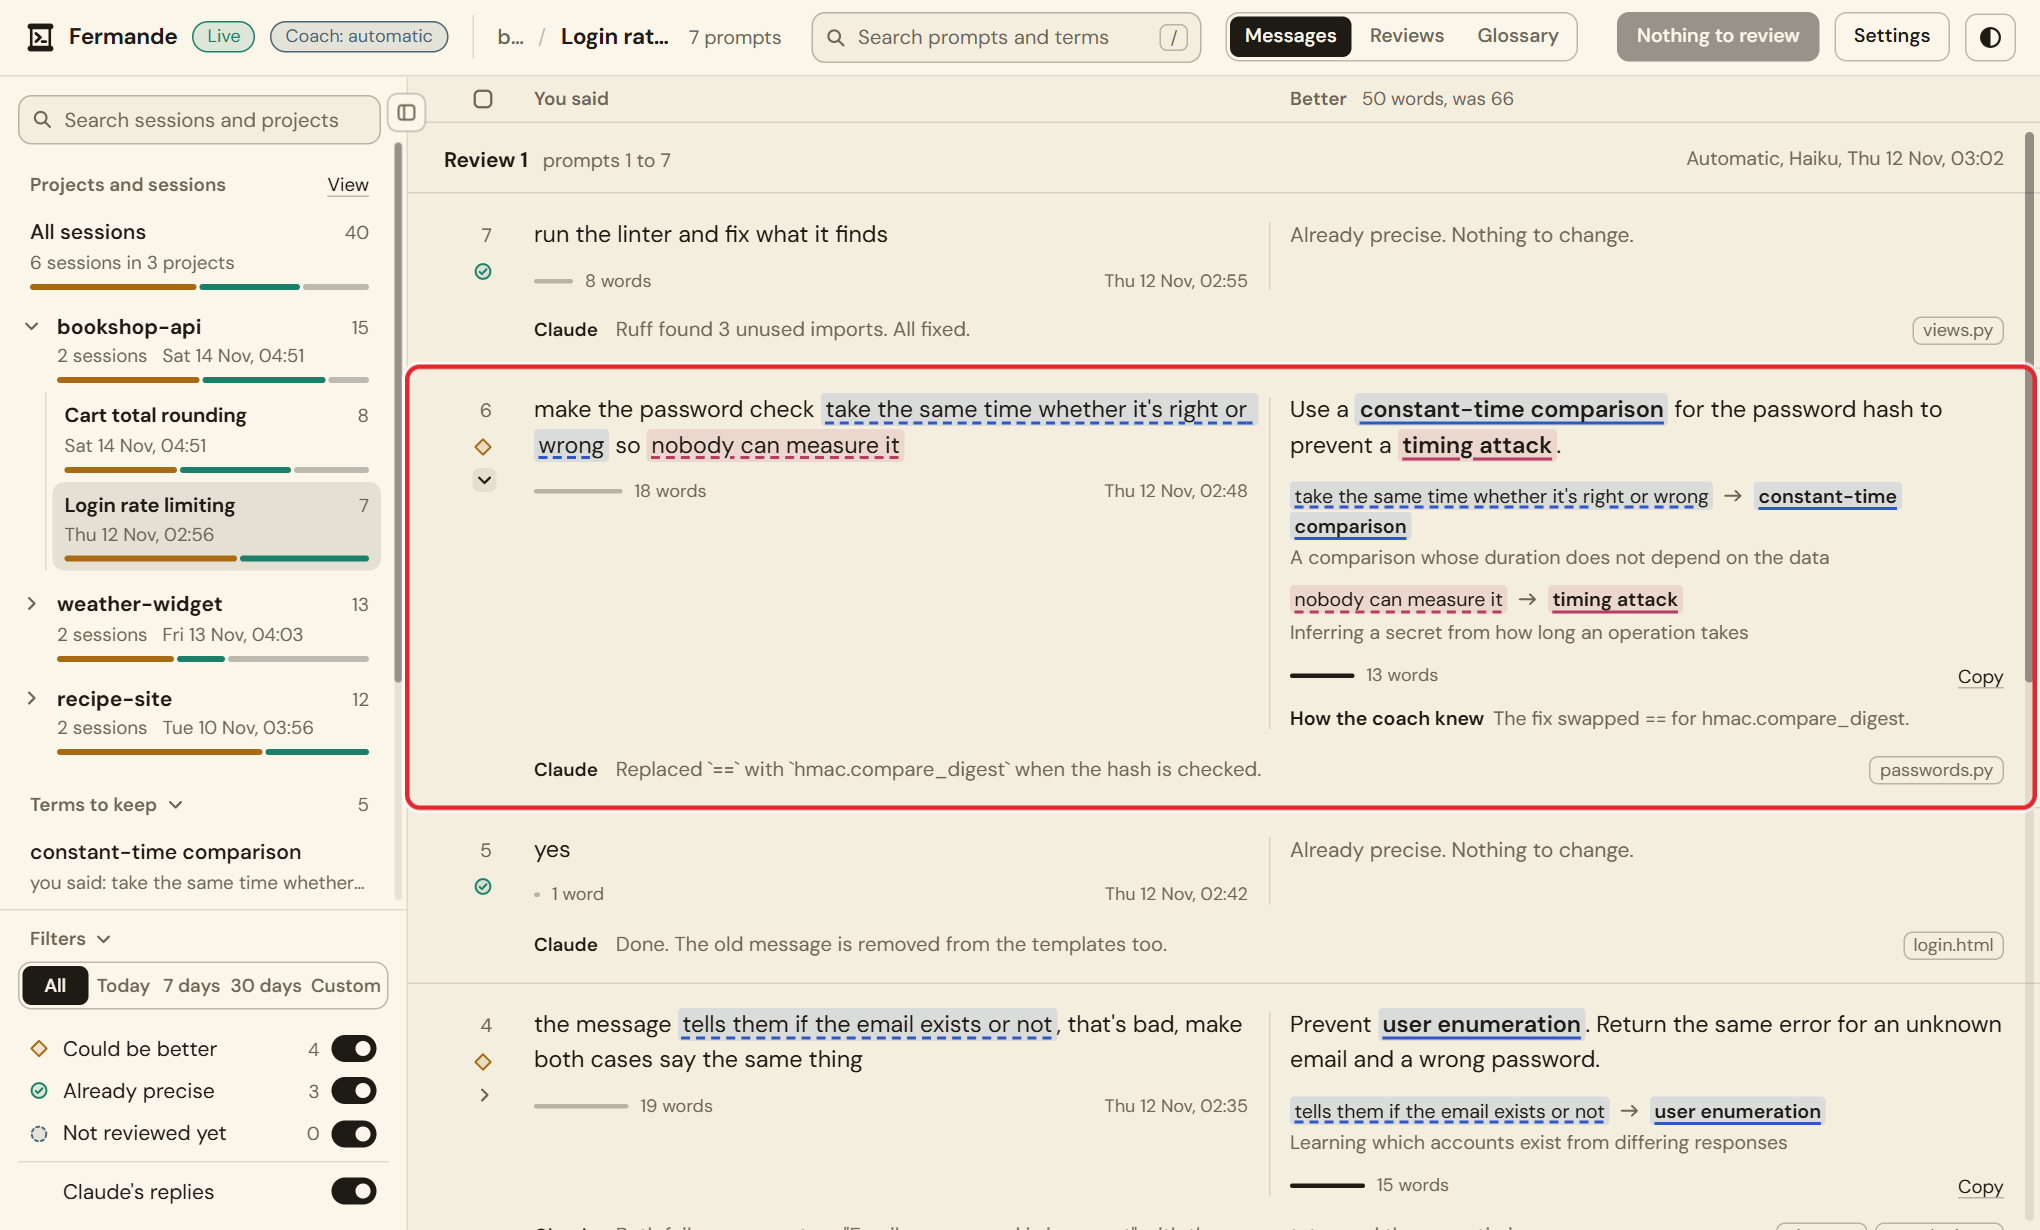 Fermande Live Coach: automatic b... / Login rat... 7 prompts Search prompts and terms / Messages Reviews Glossary Nothing to review Settings
Search sessions and projects
Projects and sessions View
All sessions 40
6 sessions in 3 projects
bookshop-api 15
2 sessions Sat 14 Nov, 04:51
Cart total rounding 8
Sat 14 Nov, 04:51
Login rate limiting 7
Thu 12 Nov, 02:56
weather-widget 13
2 sessions Fri 13 Nov, 04:03
recipe-site 12
2 sessions Tue 10 Nov, 03:56
Terms to keep 5
constant-time comparison
you said: take the same time whether...
Filters
All Today 7 days 30 days Custom
Could be better 4
Already precise 3
Not reviewed yet 0
Claude's replies
You said Better 50 words, was 66
Review 1 prompts 1 to 7 Automatic, Haiku, Thu 12 Nov, 03:02
7 run the linter and fix what it finds
8 words Thu 12 Nov, 02:55
Already precise. Nothing to change.
Claude Ruff found 3 unused imports. All fixed. views.py
6 make the password check take the same time whether it's right or
wrong so nobody can measure it
18 words Thu 12 Nov, 02:48
Use a constant-time comparison for the password hash to
prevent a timing attack.
take the same time whether it's right or wrong → constant-time
comparison
A comparison whose duration does not depend on the data
nobody can measure it → timing attack
Inferring a secret from how long an operation takes
13 words Copy
How the coach knew The fix swapped == for hmac.compare_digest.
Claude Replaced `==` with `hmac.compare_digest` when the hash is checked. passwords.py
5 yes
1 word Thu 12 Nov, 02:42
Already precise. Nothing to change.
Claude Done. The old message is removed from the templates too. login.html
4 the message tells them if the email exists or not, that's bad, make
both cases say the same thing
19 words Thu 12 Nov, 02:35
Prevent user enumeration. Return the same error for an unknown
email and a wrong password.
tells them if the email exists or not → user enumeration
Learning which accounts exist from differing responses
15 words Copy